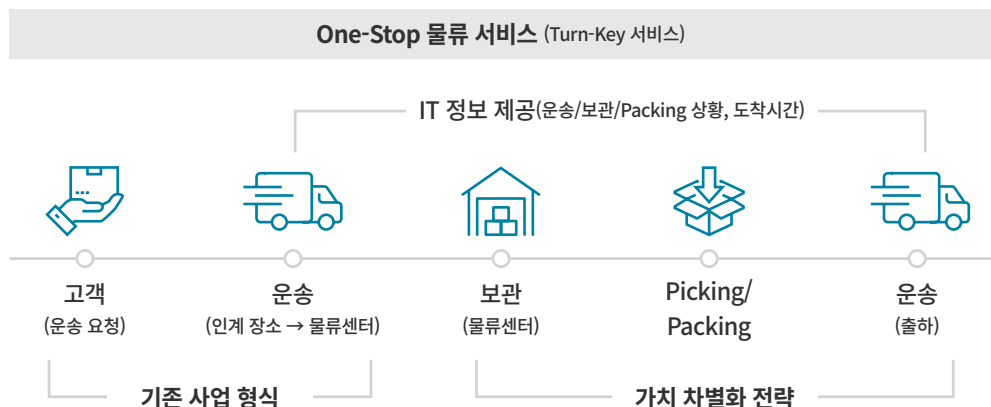 One-Stop 물류 서비스 (Turn-Key 서비스)
IT 정보 제공(운송/보관/Packing 상황, 도착시간)
고객
(운송 요청)
운송
(인계 장소 → 물류센터)
보관
(물류센터)
Picking/
Packing
운송
(출하)
기존 사업 형식
가치 차별화 전략